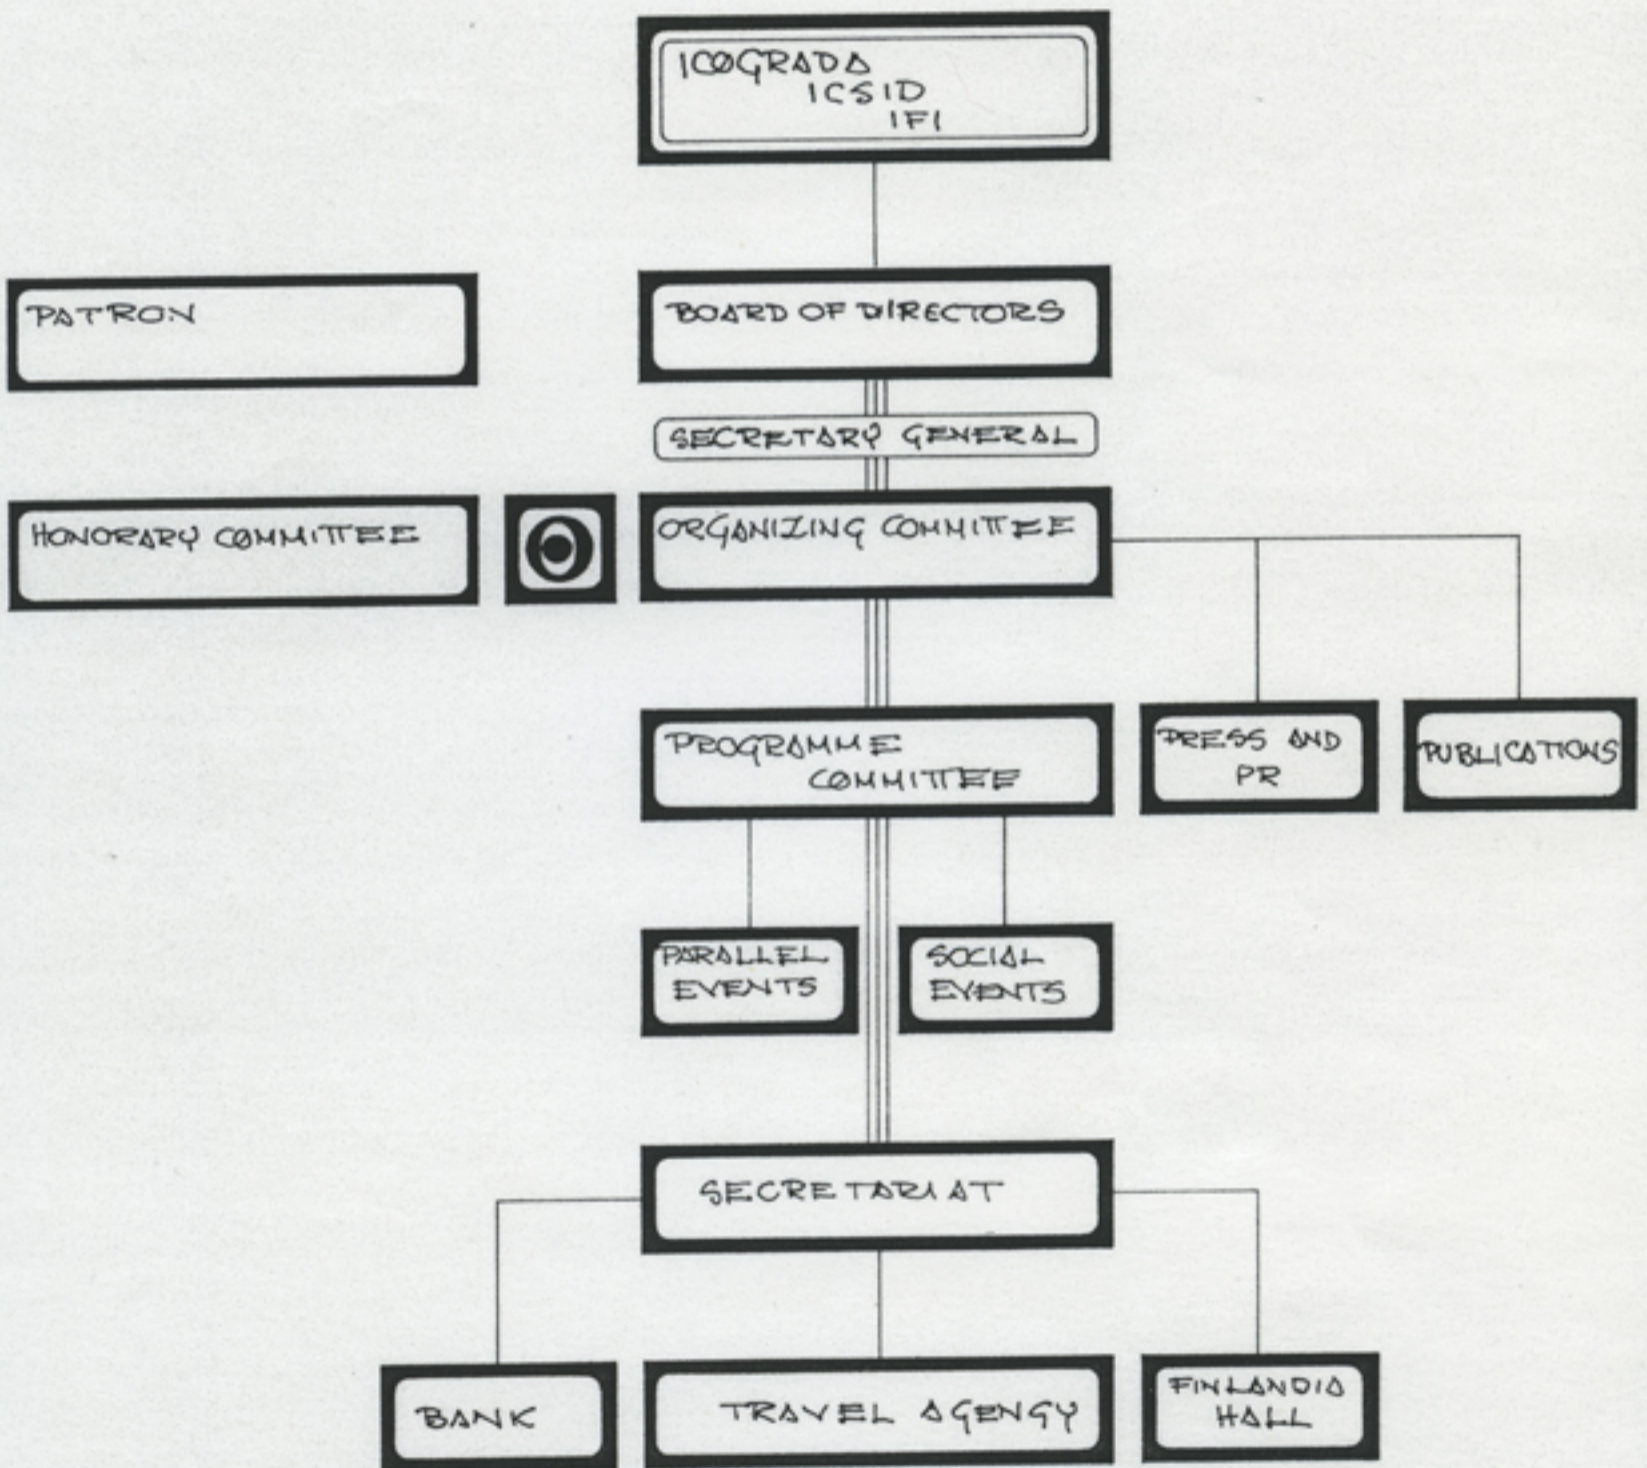 ICOGRADA
ICSID
IFI
PATRON
BOARD OF DIRECTORS
SECRETARY GENERAL
HONORARY COMMITTEE
ORGANIZING COMMITTEE
PROGRAMME
COMMITTEE
PRESS AND
PR
PUBLICATIONS
PARALLEL
EVENTS
SOCIAL
EVENTS
SECRETARIAT
BANK
TRAVEL AGENGY
FINLANDIA
HALL